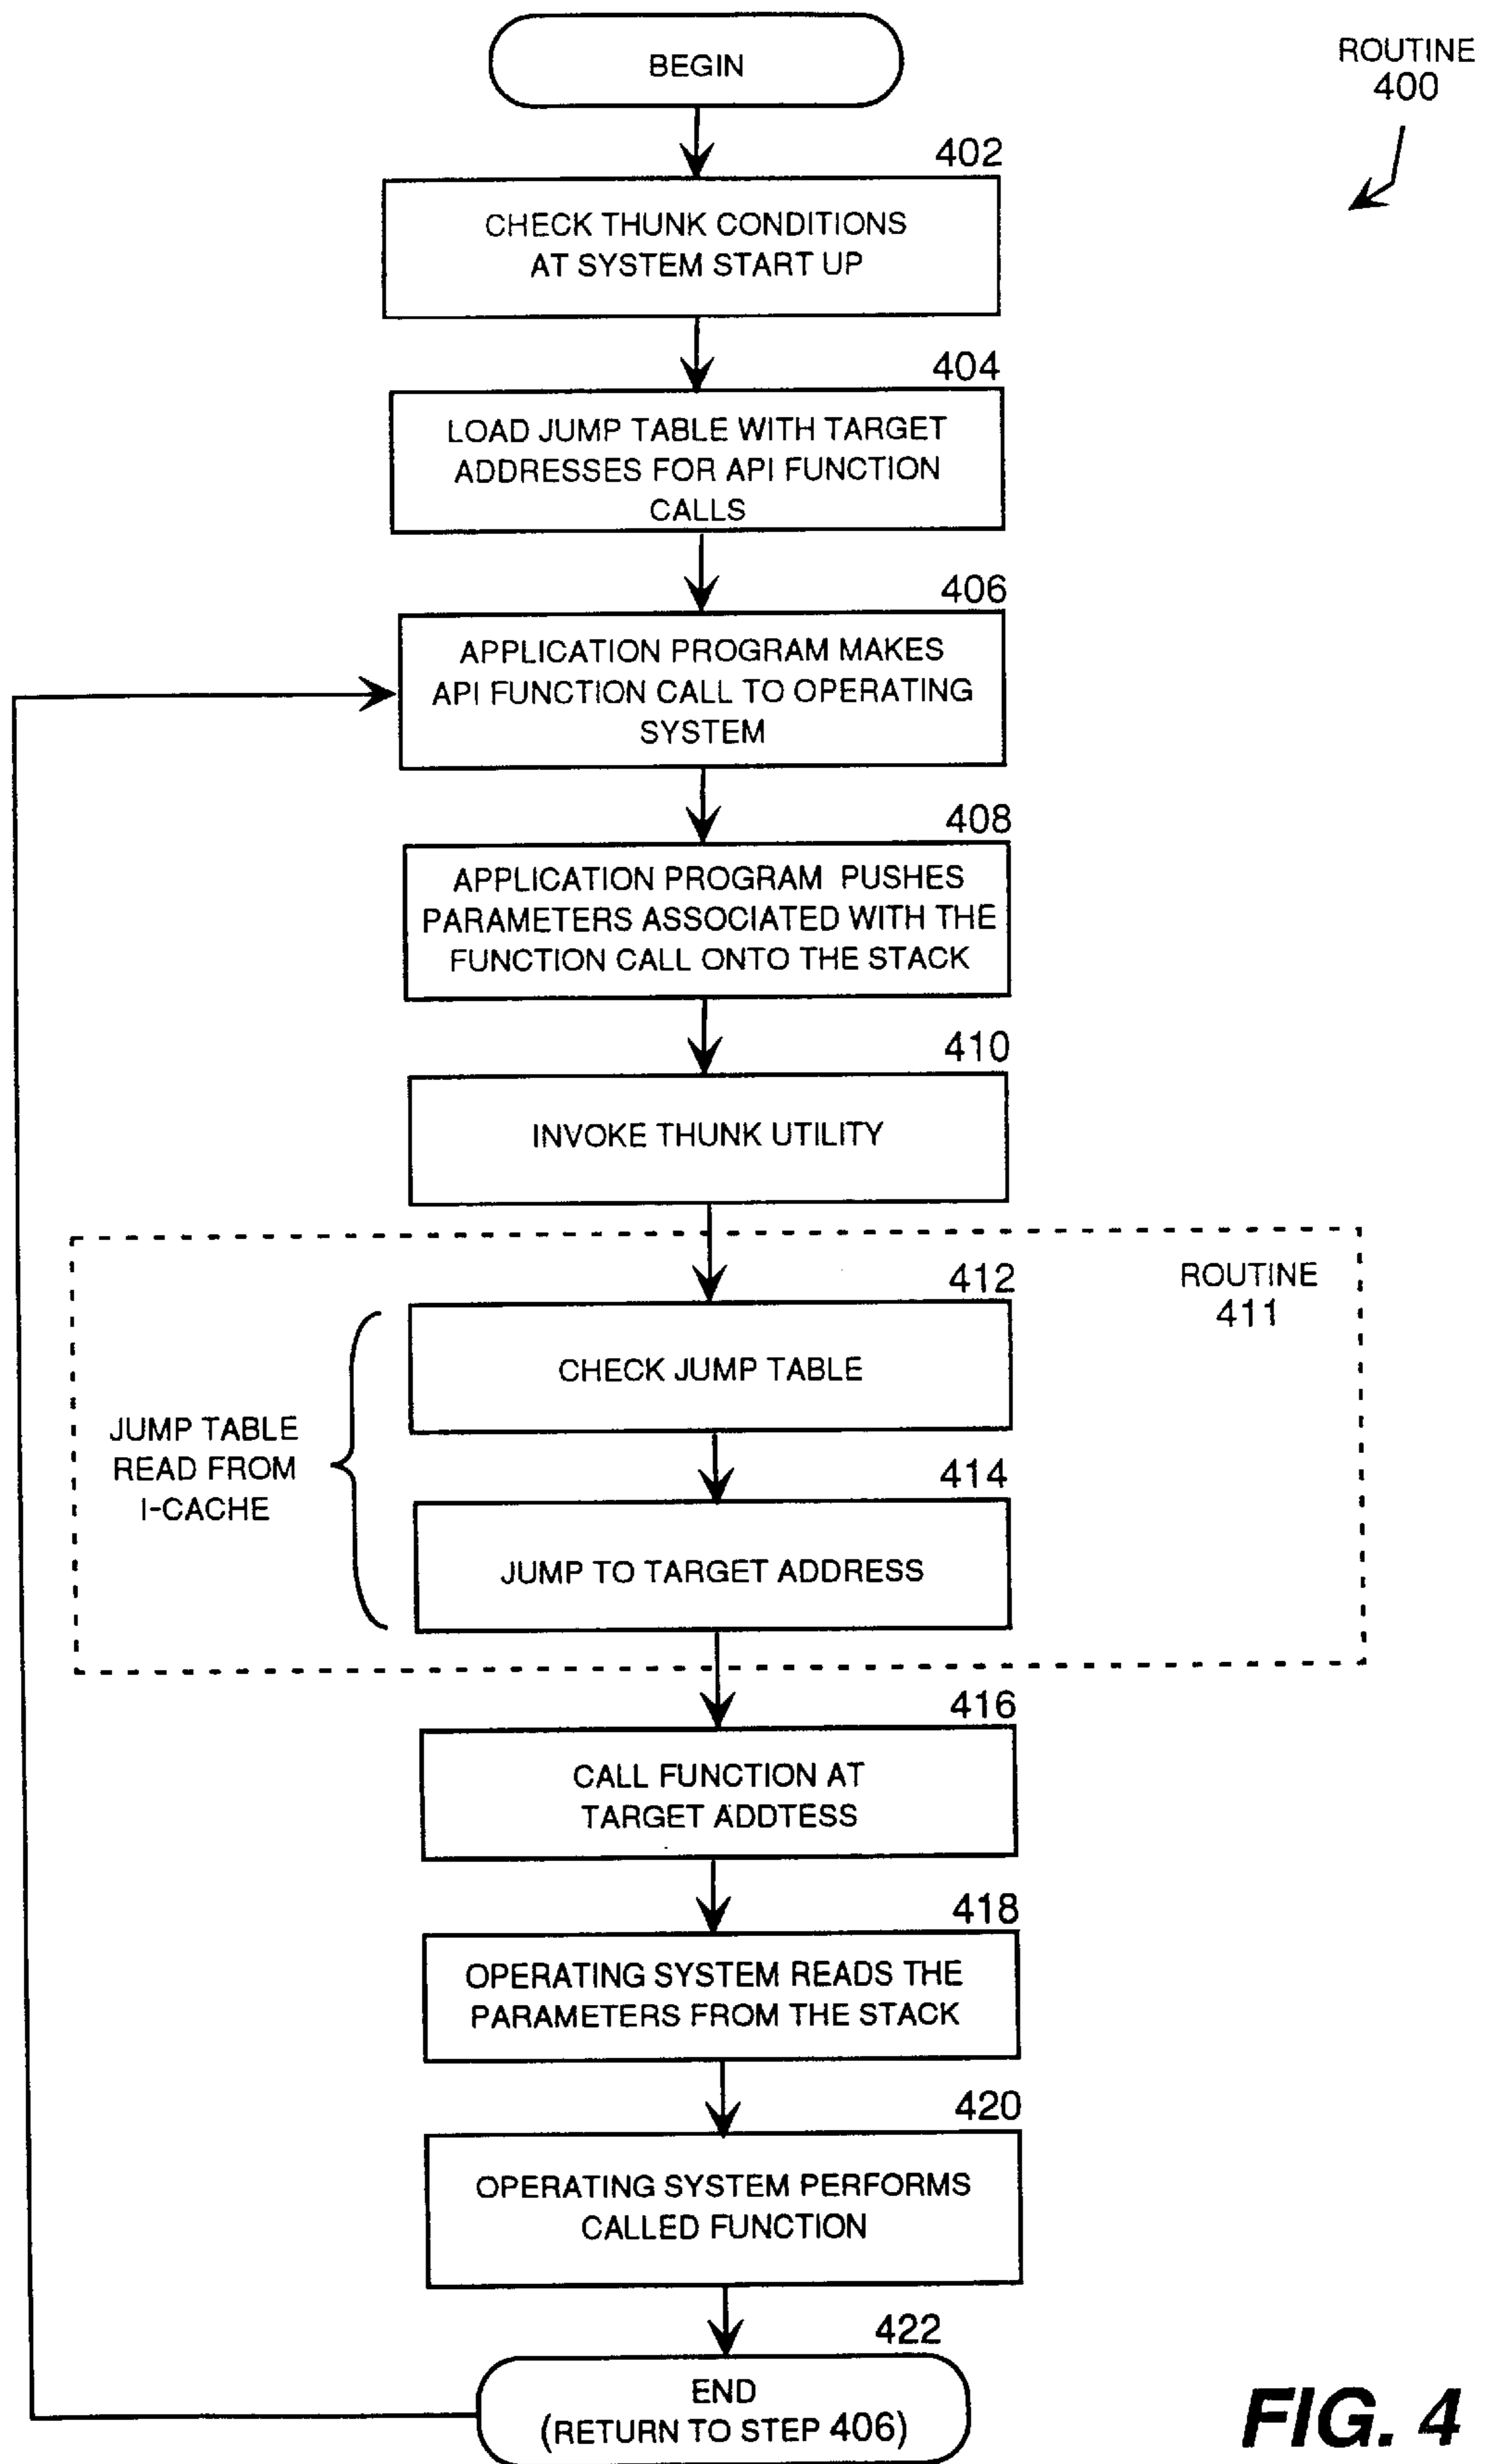 BEGIN
ROUTINE
400
402
CHECK THUNK CONDITIONS
AT SYSTEM START UP
404
LOAD JUMP TABLE WITH TARGET
ADDRESSES FOR API FUNCTION
CALLS
406
APPLICATION PROGRAM MAKES
API FUNCTION CALL TO OPERATING
SYSTEM
408
APPLICATION PROGRAM PUSHES
PARAMETERS ASSOCIATED WITH THE
FUNCTION CALL ONTO THE STACK
410
INVOKE THUNK UTILITY
ROUTINE
411
412
CHECK JUMP TABLE
JUMP TABLE
READ FROM
I-CACHE
414
JUMP TO TARGET ADDRESS
416
CALL FUNCTION AT
TARGET ADDTESS
418
OPERATING SYSTEM READS THE
PARAMETERS FROM THE STACK
420
OPERATING SYSTEM PERFORMS
CALLED FUNCTION
422
END
(RETURN TO STEP 406)
FIG. 4